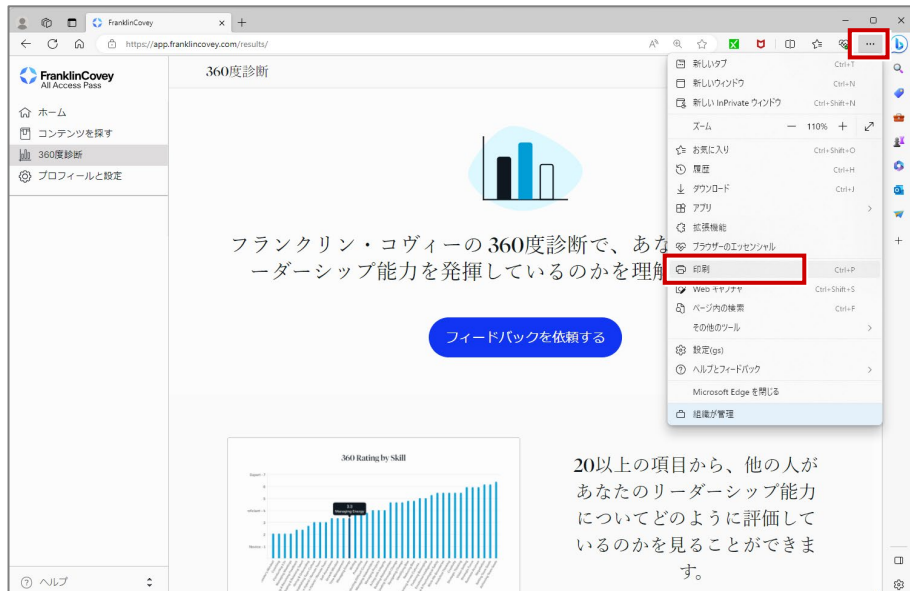 FranklinCovey
https://app.franklincovey.com/results/
FranklinCovey
All Access Pass
ホーム
コンテンツを探す
360度診断
プロフィールと設定
ヘルプ
360度診断
フランクリン・コヴィーの360度診断で、あな
ーダーシップ能力を発揮しているのかを理解
フィードバックを依頼する
360 Rating by Skill
Managing Energy
20以上の項目から、他の人が
あなたのリーダーシップ能力
についてどのように評価して
いるのかを見ることができま
す。
新しいタブ Ctrl+T
新しいウィンドウ Ctrl+N
新しい InPrivate ウィンドウ Ctrl+Shift+N
ズーム — 110% +
お気に入り Ctrl+Shift+O
履歴 Ctrl+H
ダウンロード Ctrl+J
アプリ
拡張機能
ブラウザーのエッセンシャル
印刷 Ctrl+P
Web キャプチャ Ctrl+Shift+S
ページ内の検索 Ctrl+F
その他のツール
設定(gs)
ヘルプとフィードバック
Microsoft Edge を閉じる
組織が管理